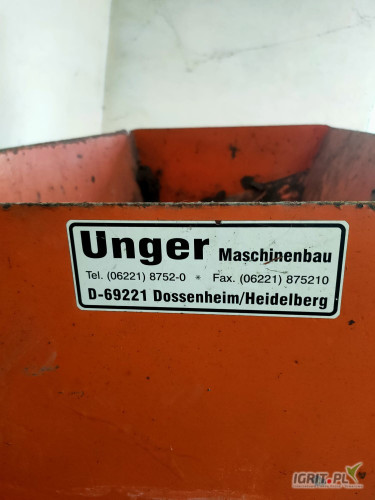 Unger Maschinenbau
Tel. (06221) 8752-0 * Fax. (06221) 875210
D-69221 Dossenheim/Heidelberg
IGRIT.PL